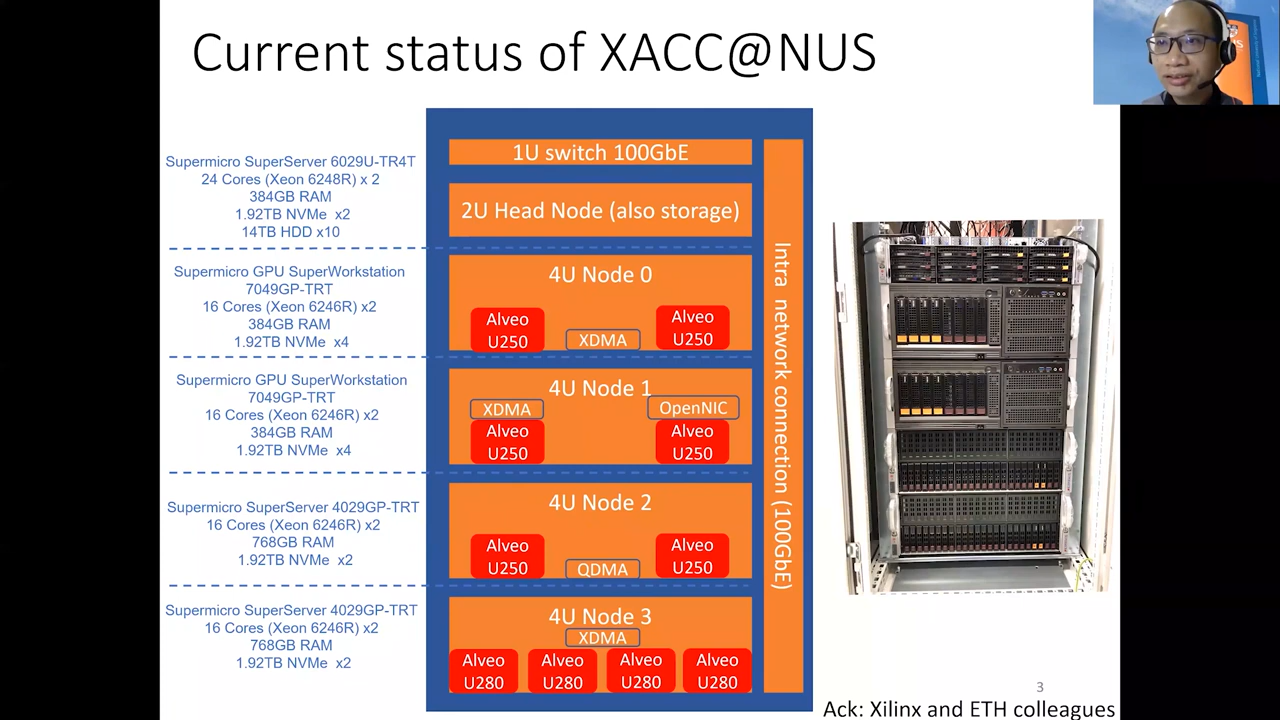 Current status of XACC@NUS
Supermicro SuperServer 6029U-TR4T
24 Cores (Xeon 6248R) x 2
384GB RAM
1.92TB NVMe x2
14TB HDD x10
Supermicro GPU SuperWorkstation
7049GP-TRT
16 Cores (Xeon 6246R) x2
384GB RAM
1.92TB NVMe x4
Supermicro GPU SuperWorkstation
7049GP-TRT
16 Cores (Xeon 6246R) x2
384GB RAM
1.92TB NVMe x4
Supermicro SuperServer 4029GP-TRT
16 Cores (Xeon 6246R) x2
768GB RAM
1.92TB NVMe x2
Supermicro SuperServer 4029GP-TRT
16 Cores (Xeon 6246R) x2
768GB RAM
1.92TB NVMe x2
1U switch 100GbE
2U Head Node (also storage)
4U Node 0
Alveo
U250
XDMA
Alveo
U250
4U Node 1
XDMA
Alveo
U250
OpenNIC
Alveo
U250
4U Node 2
Alveo
U250
QDMA
Alveo
U250
4U Node 3
XDMA
Alveo
U280
Alveo
U280
Alveo
U280
Alveo
U280
Intra network connection (100GbE)
3
Ack: Xilinx and ETH colleagues